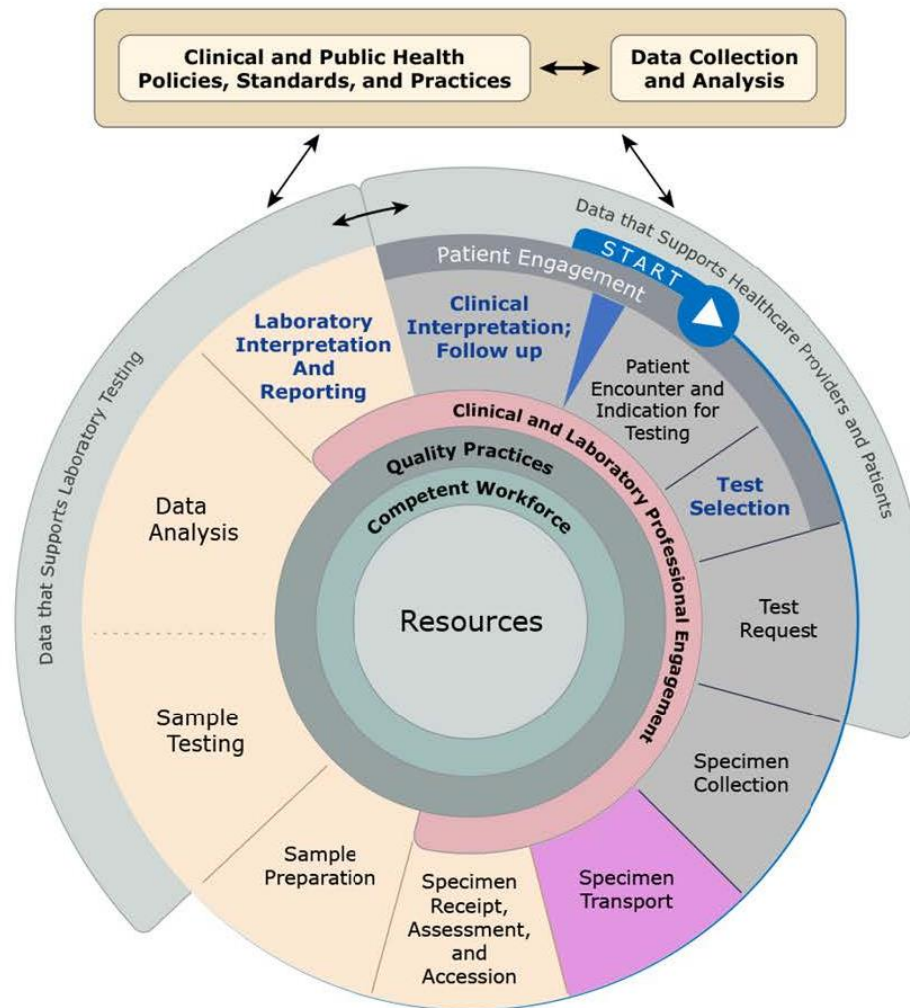 Clinical and Public Health
Policies, Standards, and Practices
Data Collection
and Analysis
Data that Supports Laboratory Testing
Data that Supports Healthcare Providers and Patients
START
Patient Engagement
Patient
Encounter and
Indication for
Testing
Test
Selection
Test
Request
Specimen
Collection
Specimen
Transport
Specimen
Receipt,
Assessment,
and
Accession
Sample
Preparation
Sample
Testing
Data
Analysis
Laboratory
Interpretation
And
Reporting
Clinical
Interpretation;
Follow up
Clinical and Laboratory Professional Engagement
Quality Practices
Competent Workforce
Resources